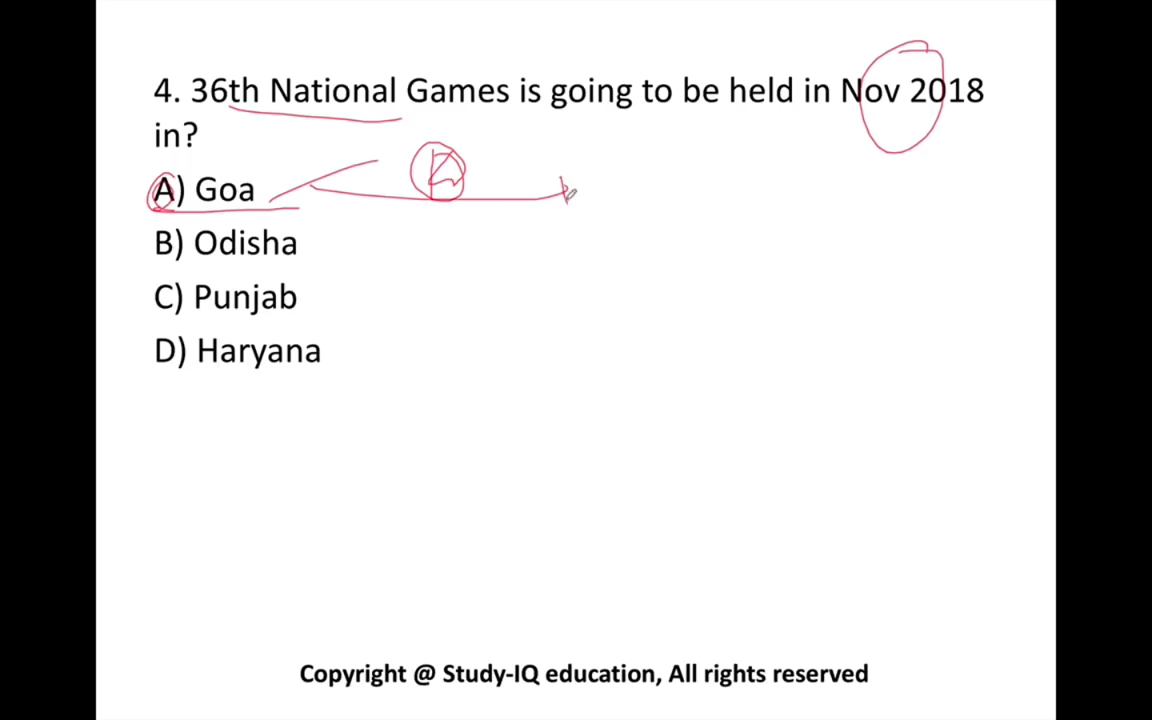 4. 36th National Games is going to be held in Nov 2018
in?
A) Goa
B) Odisha
C) Punjab
D) Haryana
Copyright @ Study-IQ education, All rights reserved